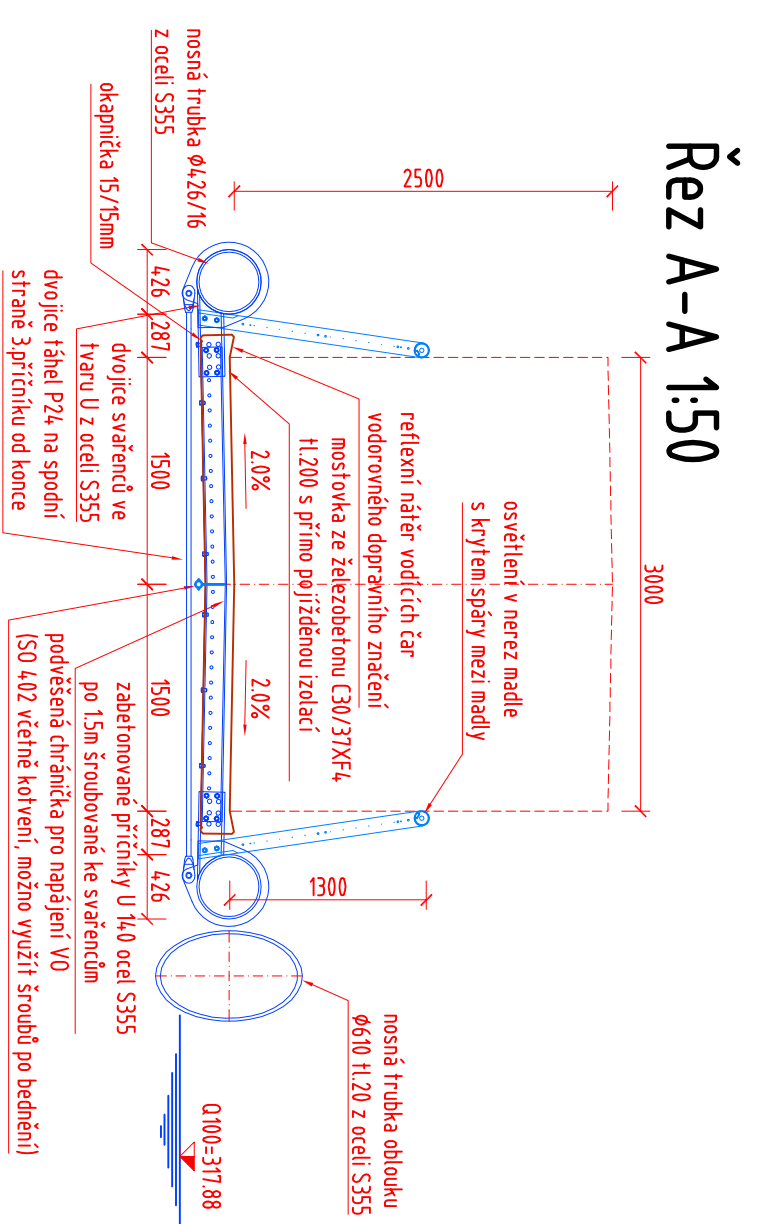 Řez A-A 1:50
3000
2500
osvětlení v nerez madle
s krytem spáry mezi madly
reflexní nátěr vodících čar
vodorovného dopravního značení
mostovka ze železobetonu C30/37XF4
tl.200 s přímo pojížděnou izolací
nosná trubka ϕ426/16
z oceli S355
okapnička 15/15mm
1300
2.0%
2.0%
426
287
1500
1500
287
426
nosná trubka oblouku
ϕ610 tl.20 z oceli S355
Q100=317.88
dvojice svařenců ve
tvaru U z oceli S355
dvojice táhel P24 na spodní
straně 3.příčníku od konce
zabetonované příčníky U 140 ocel S355
po 1.5m šroubované ke svařencům
podvěšená chránička pro napájení VO
(SO 402 včetně kotvení, možno využít šroubů po bednění)